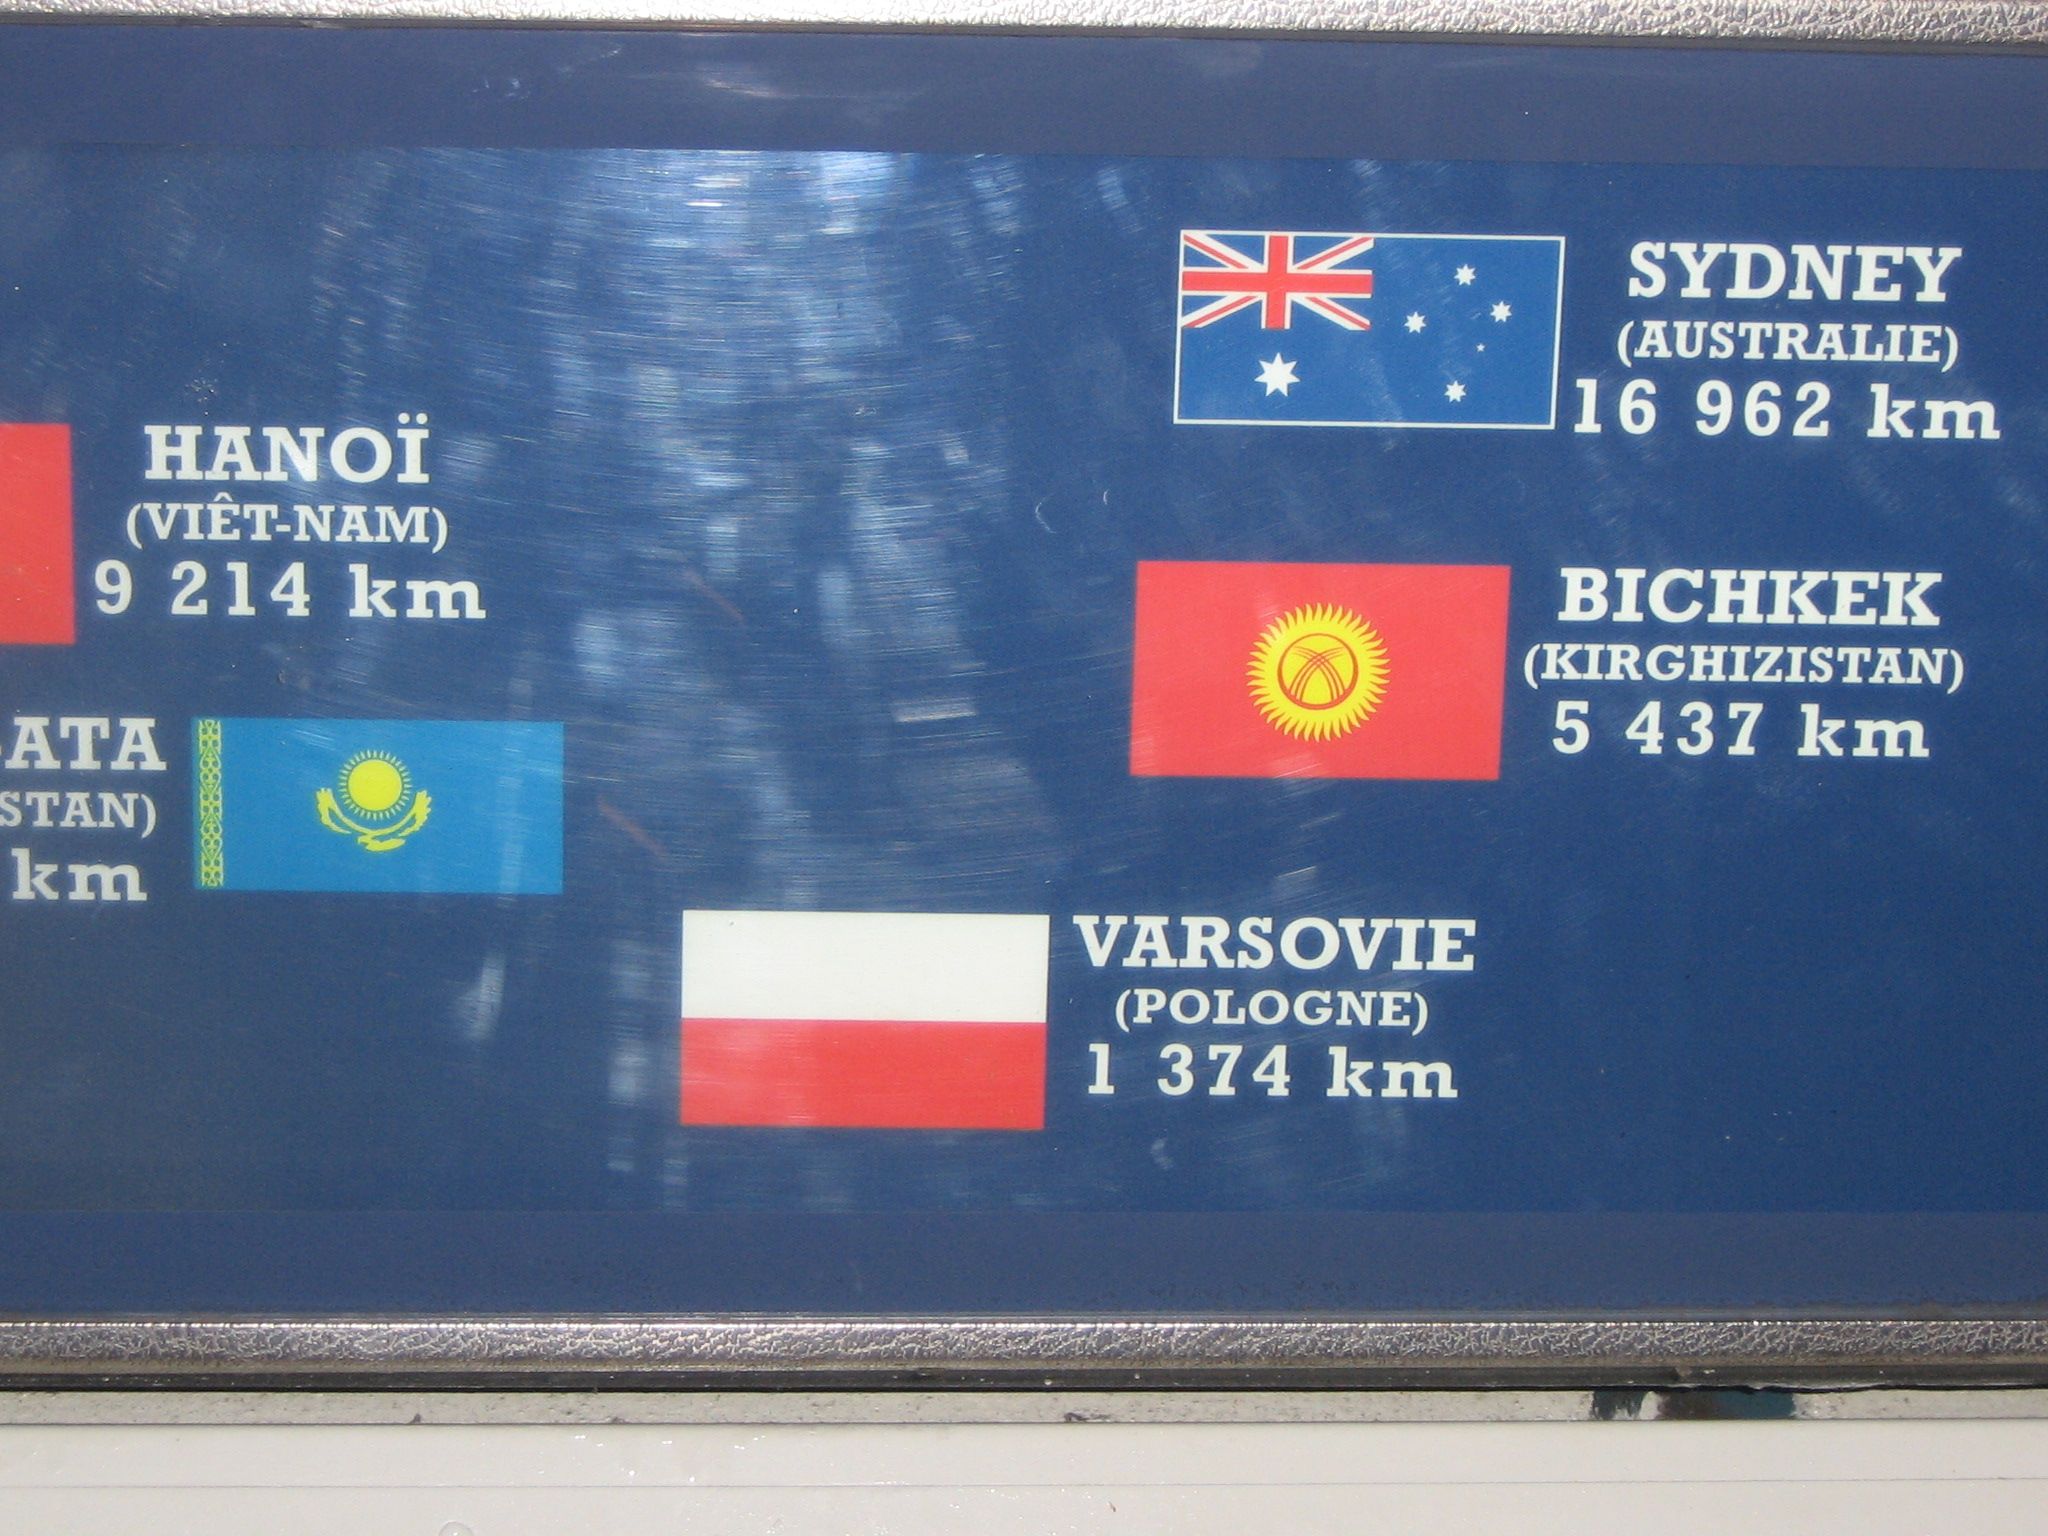 SYDNEY
(AUSTRALIE)
16 962 km
HANOÏ
(VIÊT-NAM)
9 214 km
BICHKEK
(KIRGHIZISTAN)
5 437 km
ATA
STAN)
km
VARSOVIE
(POLOGNE)
1 374 km